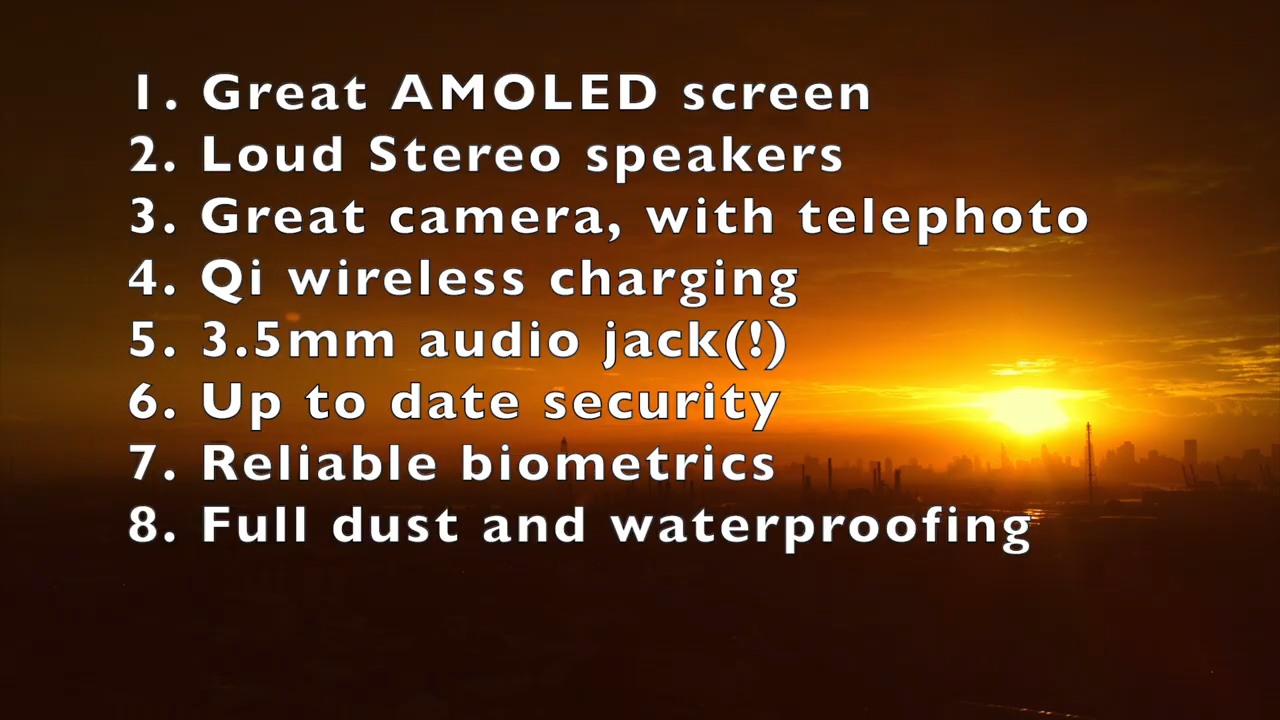 1. Great AMOLED screen
2. Loud Stereo speakers
3. Great camera, with telephoto
4. Qi wireless charging
5. 3.5mm audio jack(!)
6. Up to date security
7. Reliable biometrics
8. Full dust and waterproofing